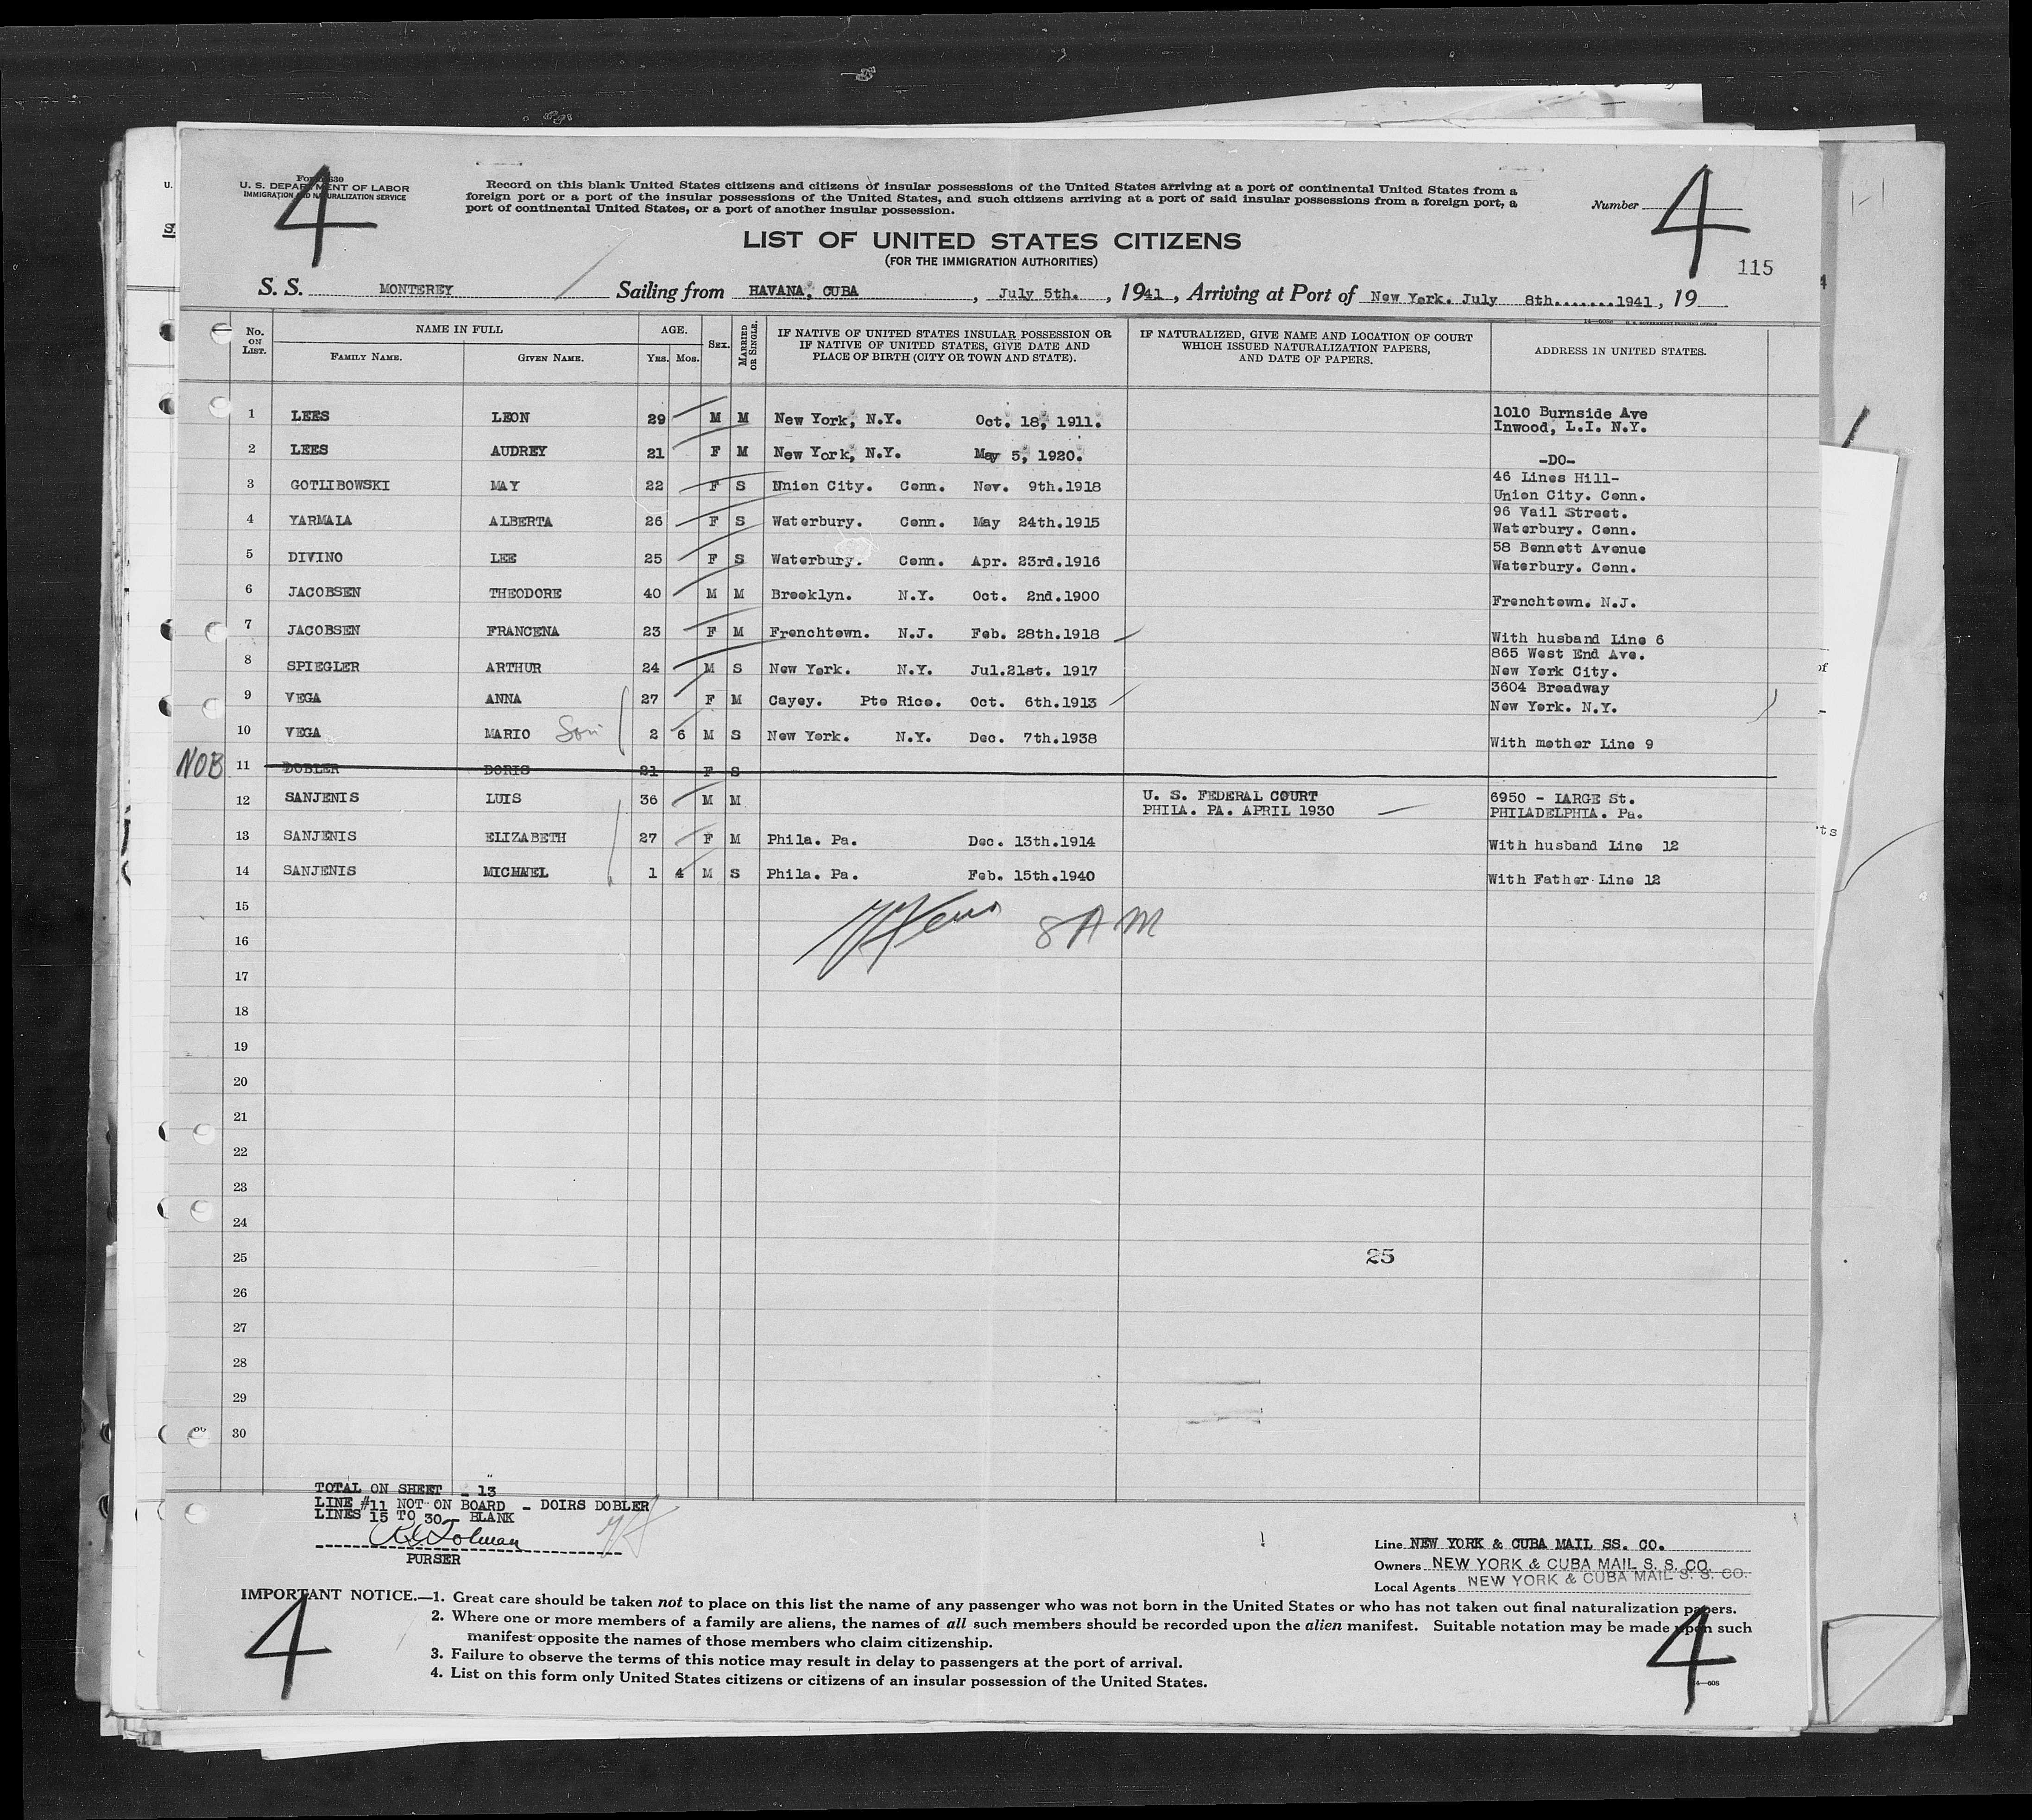 4
4
U. S. DEPARTMENT OF LABOR
IMMIGRATION AND NATURALIZATION SERVICE
Record on this blank United States citizens and citizens of insular possessions of the United States arriving at a port of continental United States from a
foreign port or a port of the insular possessions of the United States, and such citizens arriving at a port of said insular possessions from a foreign port, a
port of continental United States, or a port of another insular possession.
Number
LIST OF UNITED STATES CITIZENS
(FOR THE IMMIGRATION AUTHORITIES)
115
S. S. MONTEREY Sailing from HAVANA, CUBA , July 5th. , 1941 , Arriving at Port of New York. July 8th.......1941 , 19
No. ON LIST. NAME IN FULL AGE. SEX. MARRIED OR SINGLE. IF NATIVE OF UNITED STATES INSULAR POSSESSION OR IF NATIVE OF UNITED STATES, GIVE DATE AND PLACE OF BIRTH (CITY OR TOWN AND STATE). IF NATURALIZED, GIVE NAME AND LOCATION OF COURT WHICH ISSUED NATURALIZATION PAPERS, AND DATE OF PAPERS. ADDRESS IN UNITED STATES.
FAMILY NAME. GIVEN NAME. YRS. MOS.
1 LEES LEON 29 M M New York, N.Y. Oct. 18, 1911. 1010 Burnside Ave
Inwood, L.I. N.Y.
2 LEES AUDREY 21 F M New York, N.Y. May 5, 1920. -DO-
3 GOTLIBOWSKI MAY 22 F S Union City. Conn. Nov. 9th.1918 46 Lines Hill-
Union City. Conn.
4 YARMALA ALBERTA 26 F S Waterbury. Conn. May 24th.1915 96 Vail Street.
Waterbury. Conn.
5 DIVINO LEE 25 F S Waterbury. Conn. Apr. 23rd.1916 58 Bennett Avenue
Waterbury. Conn.
6 JACOBSEN THEODORE 40 M M Brooklyn. N.Y. Oct. 2nd.1900 Frenchtown. N.J.
7 JACOBSEN FRANCENA 23 F M Frenchtown. N.J. Feb. 28th.1918 With husband Line 6
8 SPIEGLER ARTHUR 24 M S New York. N.Y. Jul.21st. 1917 865 West End Ave.
New York City.
9 VEGA ANNA 27 F M Cayey. Pto Rico. Oct. 6th.1913 3604 Broadway
New York. N.Y.
10 VEGA MARIO Son 2 6 M S New York. N.Y. Dec. 7th.1938 With mother Line 9
NOB 11 DOBLER DORIS 21 F S
12 SANJENIS LUIS 36 M M U. S. FEDERAL COURT 6950 - LARGE St.
PHILA. PA. APRIL 1930 PHILADELPHIA. Pa.
13 SANJENIS ELIZABETH 27 F M Phila. Pa. Dec. 13th.1914 With husband Line 12
14 SANJENIS MICHAEL 1 4 M S Phila. Pa. Feb. 15th.1940 With Father Line 12
15
8 AM
16
17
18
19
20
21
22
23
24
25 25
26
27
28
29
30
TOTAL ON SHEET - 13
LINE #11 NOT ON BOARD - DOIRS DOBLER
LINES 15 TO 30 - BLANK
PURSER
Line NEW YORK & CUBA MAIL SS. CO.
Owners NEW YORK & CUBA MAIL S. S. CO.
Local Agents NEW YORK & CUBA MAIL S. S. CO.
IMPORTANT NOTICE.—1. Great care should be taken not to place on this list the name of any passenger who was not born in the United States or who has not taken out final naturalization papers.
2. Where one or more members of a family are aliens, the names of all such members should be recorded upon the alien manifest. Suitable notation may be made upon such
manifest opposite the names of those members who claim citizenship.
3. Failure to observe the terms of this notice may result in delay to passengers at the port of arrival.
4. List on this form only United States citizens or citizens of an insular possession of the United States.
4
4